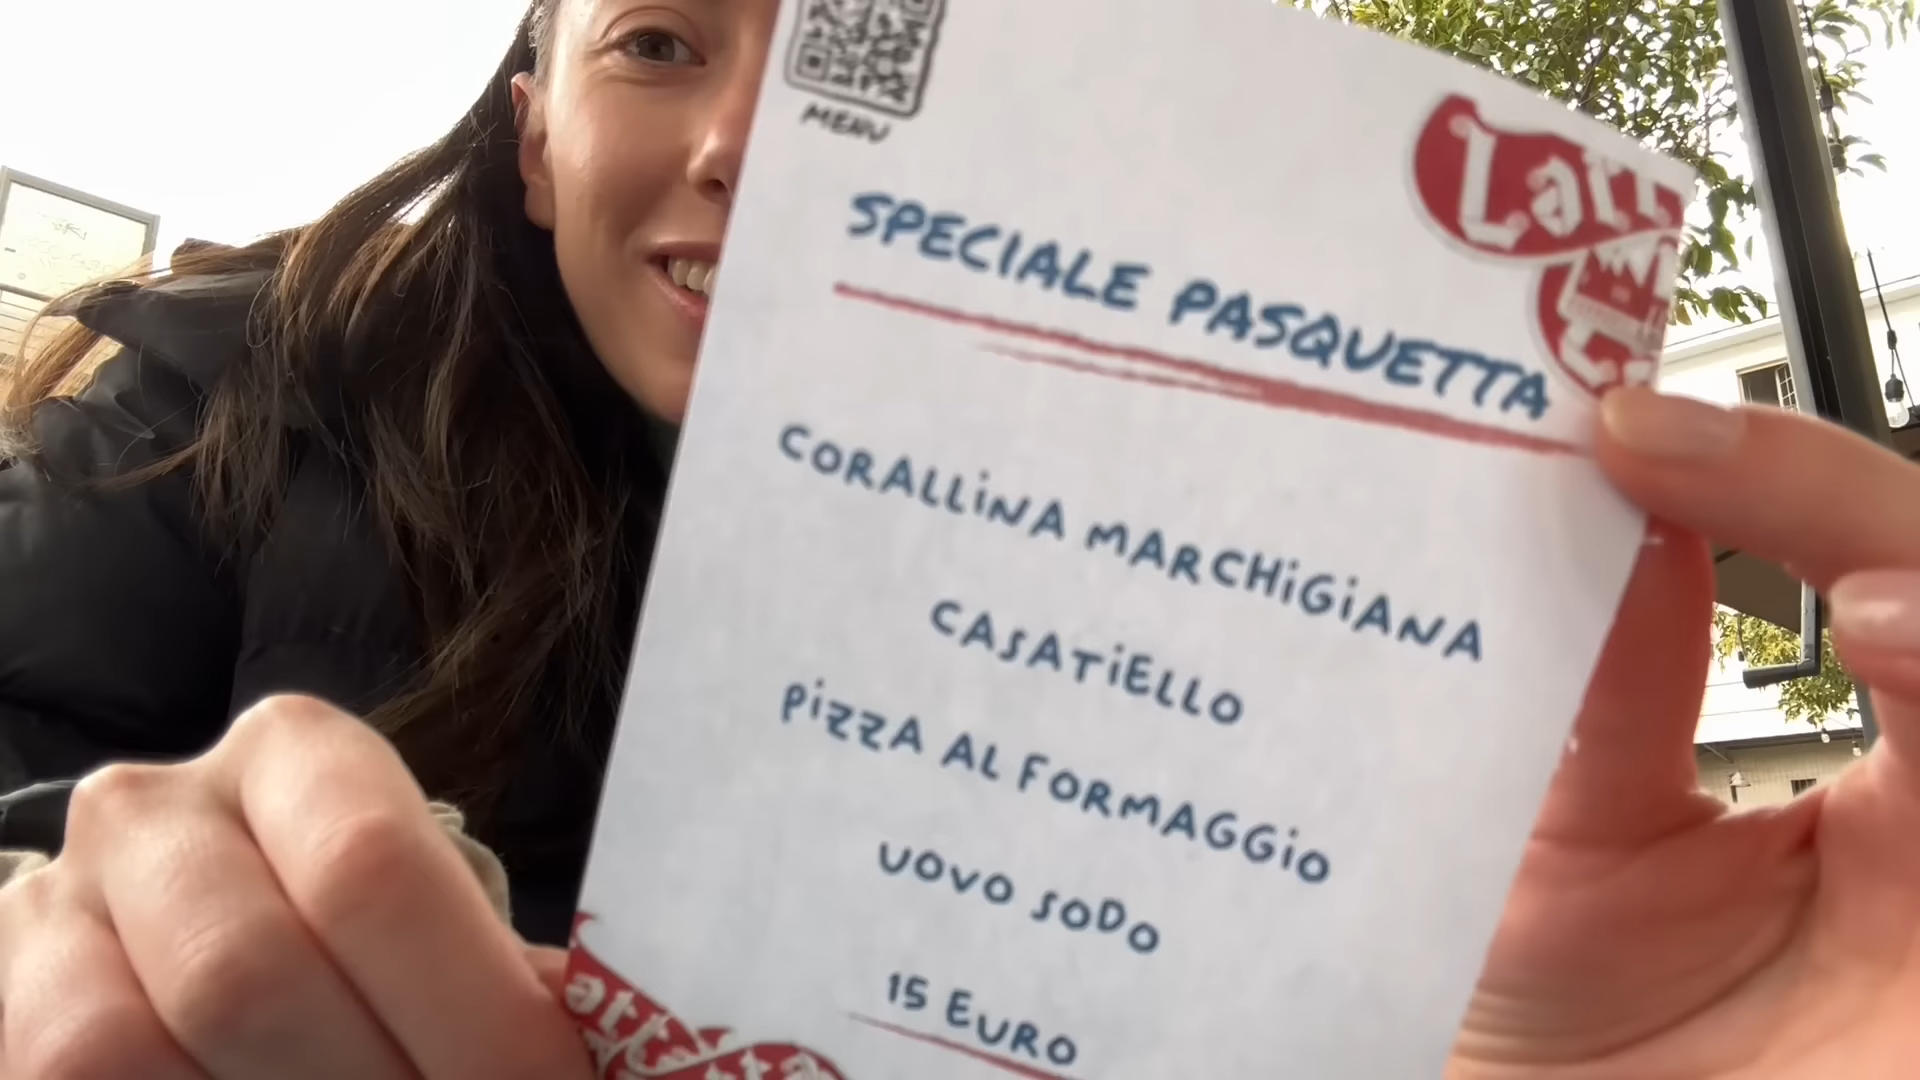 MENU
SPECIALE PASQUETTA
CORALLINA MARCHIGIANA
CASATIELLO
PIZZA AL FORMAGGIO
UOVO SODO
15 EURO